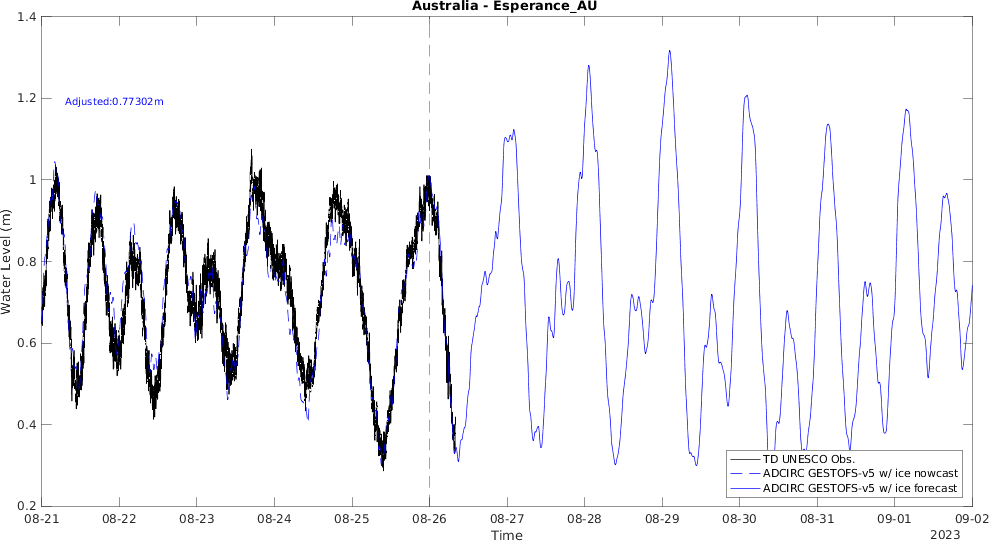 Australia - Esperance_AU
1.4
1.2
1
0.8
0.6
0.4
0.2
Water Level (m)
Adjusted:0.77302m
TD UNESCO Obs.
ADCIRC GESTOFS-v5 w/ ice nowcast
ADCIRC GESTOFS-v5 w/ ice forecast
08-21 08-22 08-23 08-24 08-25 08-26 08-27 08-28 08-29 08-30 08-31 09-01 09-02
Time
2023